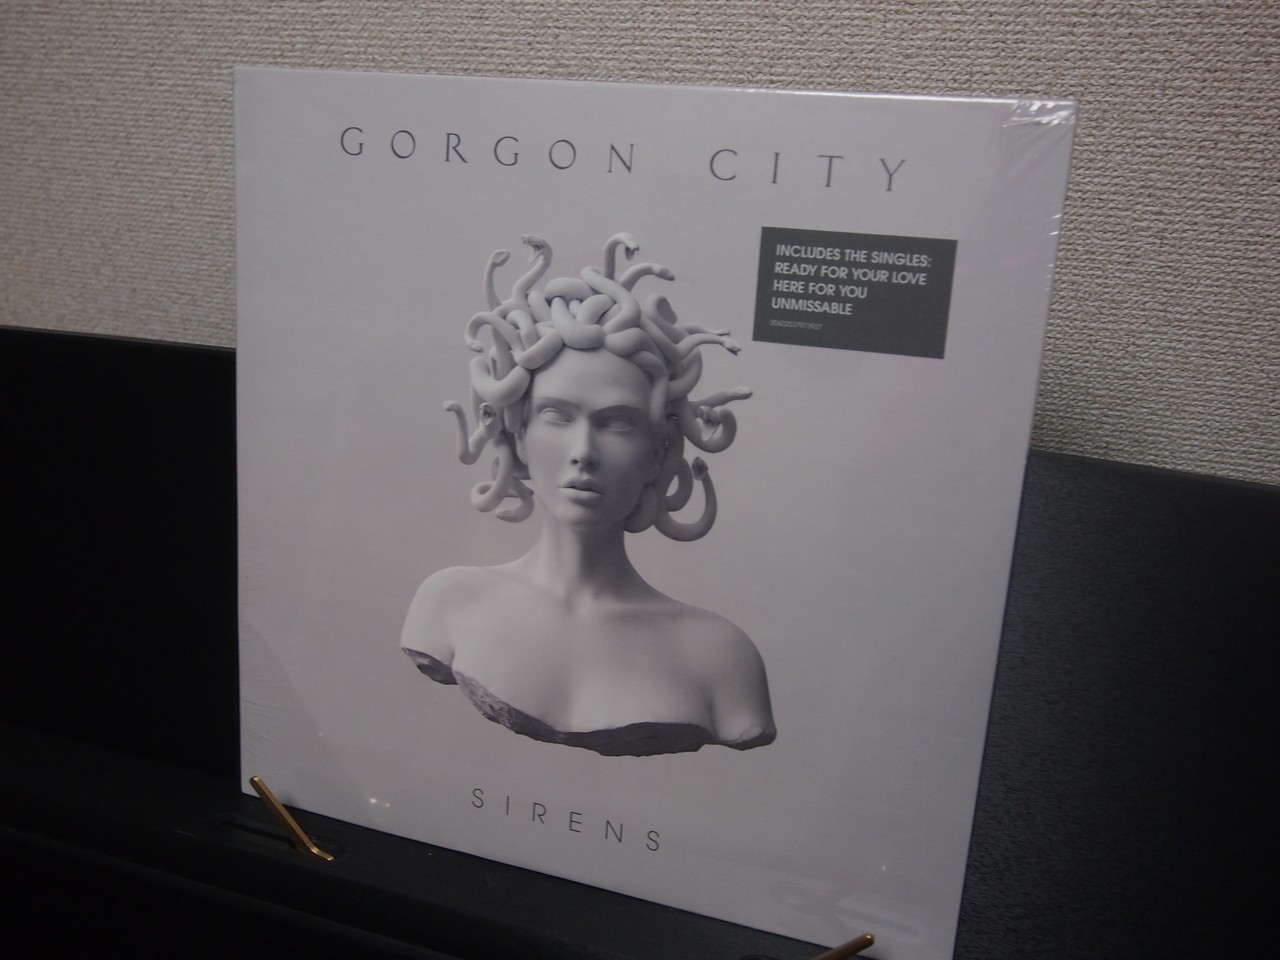 GORGON CITY
INCLUDES THE SINGLES:
READY FOR YOUR LOVE
HERE FOR YOU
UNMISSABLE
SIRENS